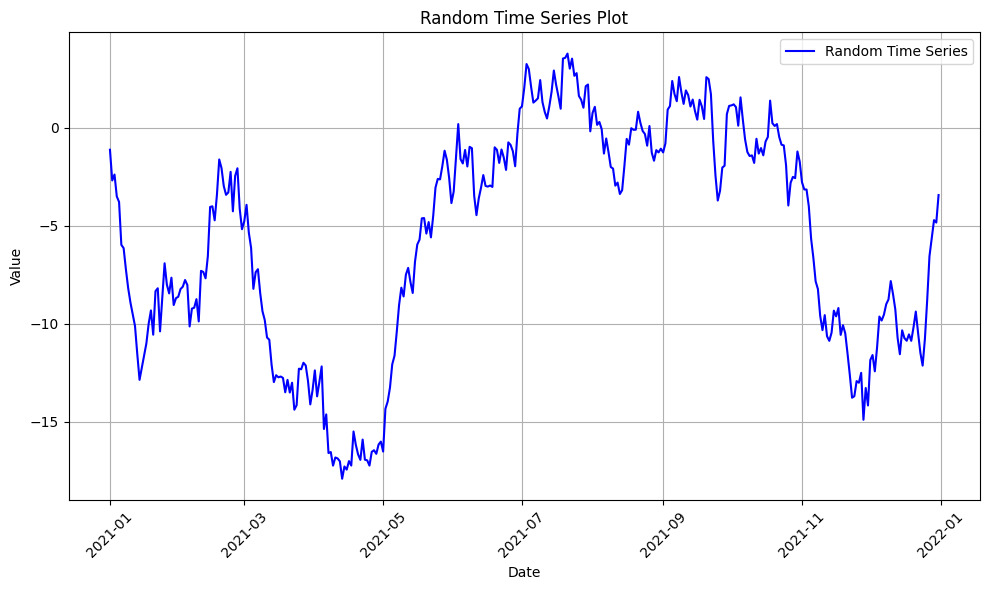 Random Time Series Plot
Random Time Series
Value
0
−5
−10
−15
2021-01
2021-03
2021-05
2021-07
2021-09
2021-11
2022-01
Date